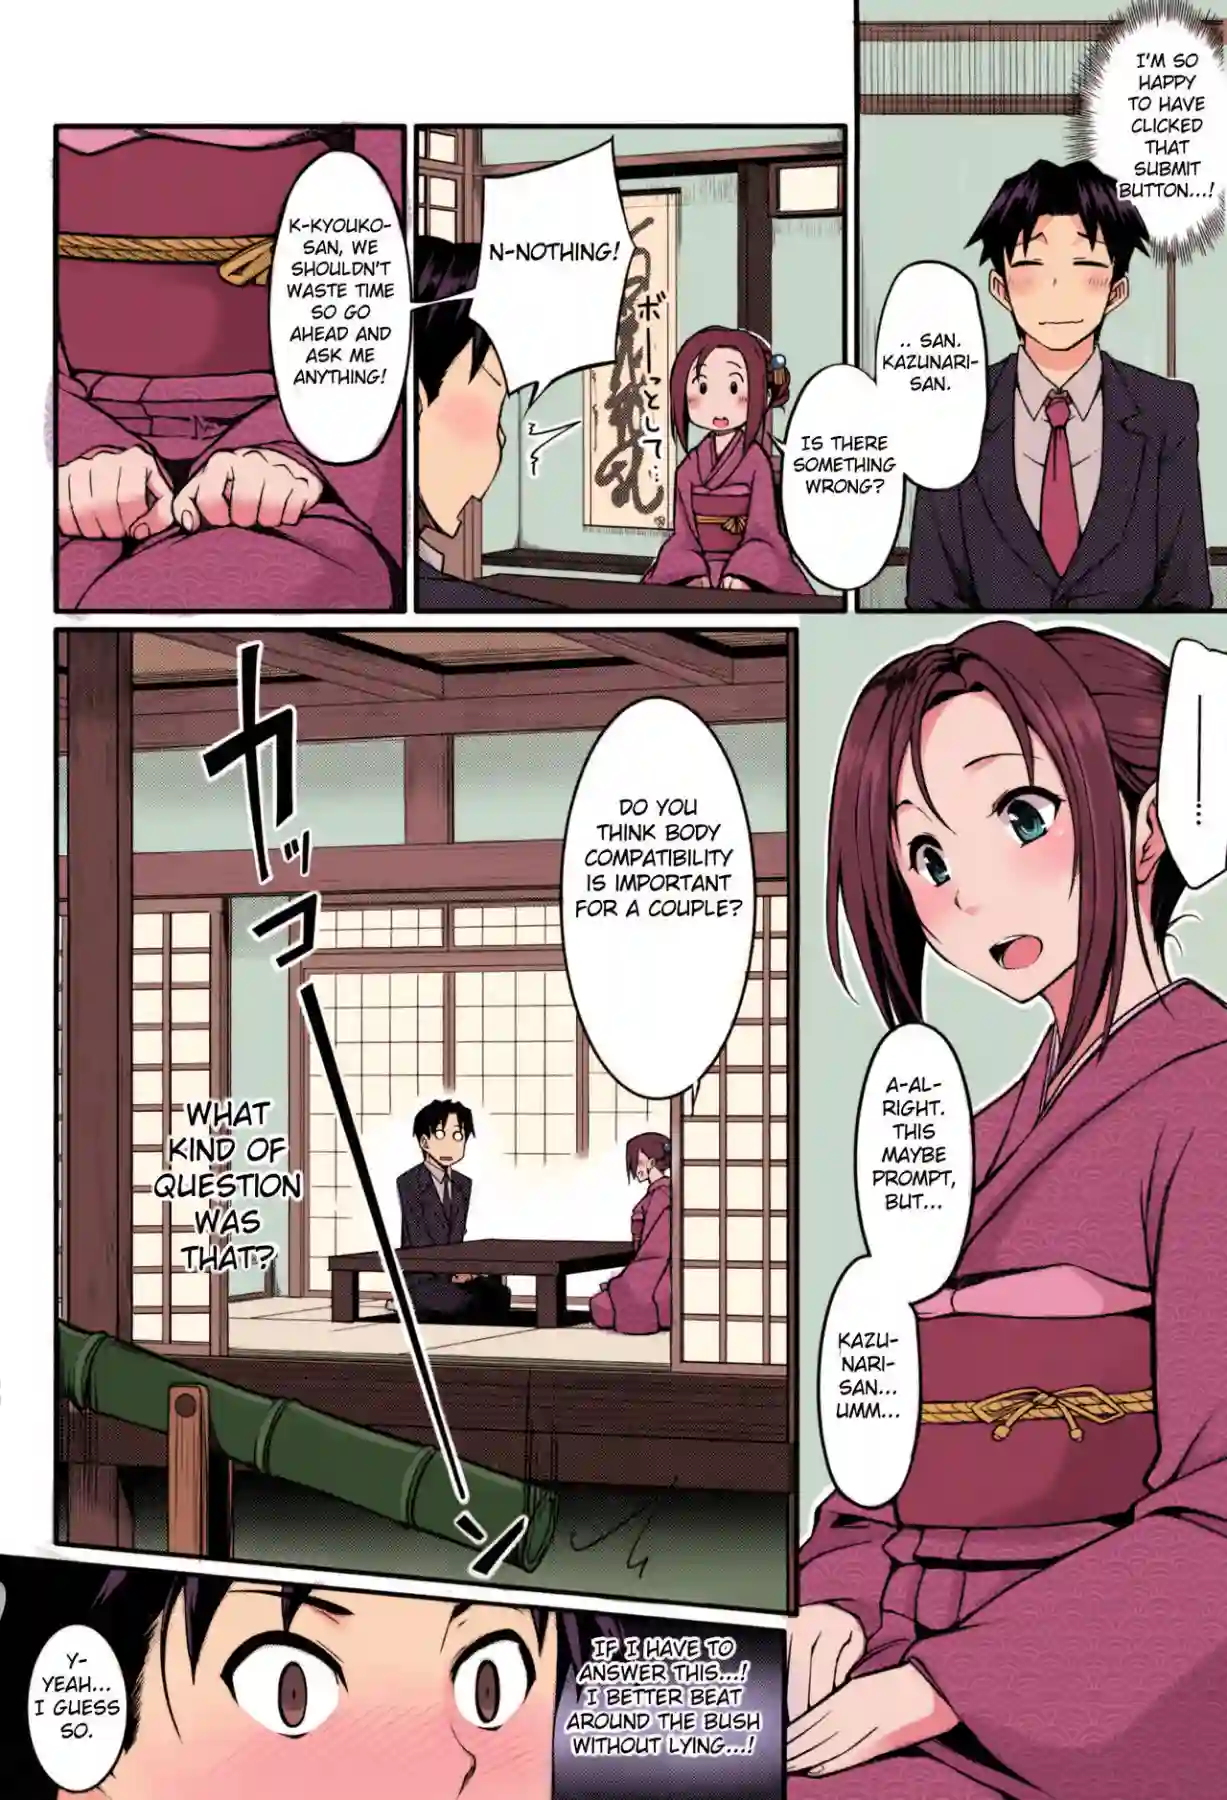 I'M SO
HAPPY
TO HAVE
CLICKED
THAT
SUBMIT
BUTTON...!
.. SAN.
KAZUNARI-
SAN.
IS THERE
SOMETHING
WRONG?
ボーっとして…
N-NOTHING!
K-KYOUKO-
SAN, WE
SHOULDN'T
WASTE TIME
SO GO
AHEAD AND
ASK ME
ANYTHING!
A-AL-
RIGHT.
THIS
MAYBE
PROMPT,
BUT...
KAZU-
NARI-
SAN...
UMM...
DO YOU
THINK BODY
COMPATIBILITY
IS IMPORTANT
FOR A COUPLE?
カッコーン
WHAT
KIND OF
QUESTION
WAS
THAT?
IF I HAVE TO
ANSWER THIS...!
I BETTER BEAT
AROUND THE BUSH
WITHOUT LYING...!
Y-
YEAH...
I GUESS
SO.